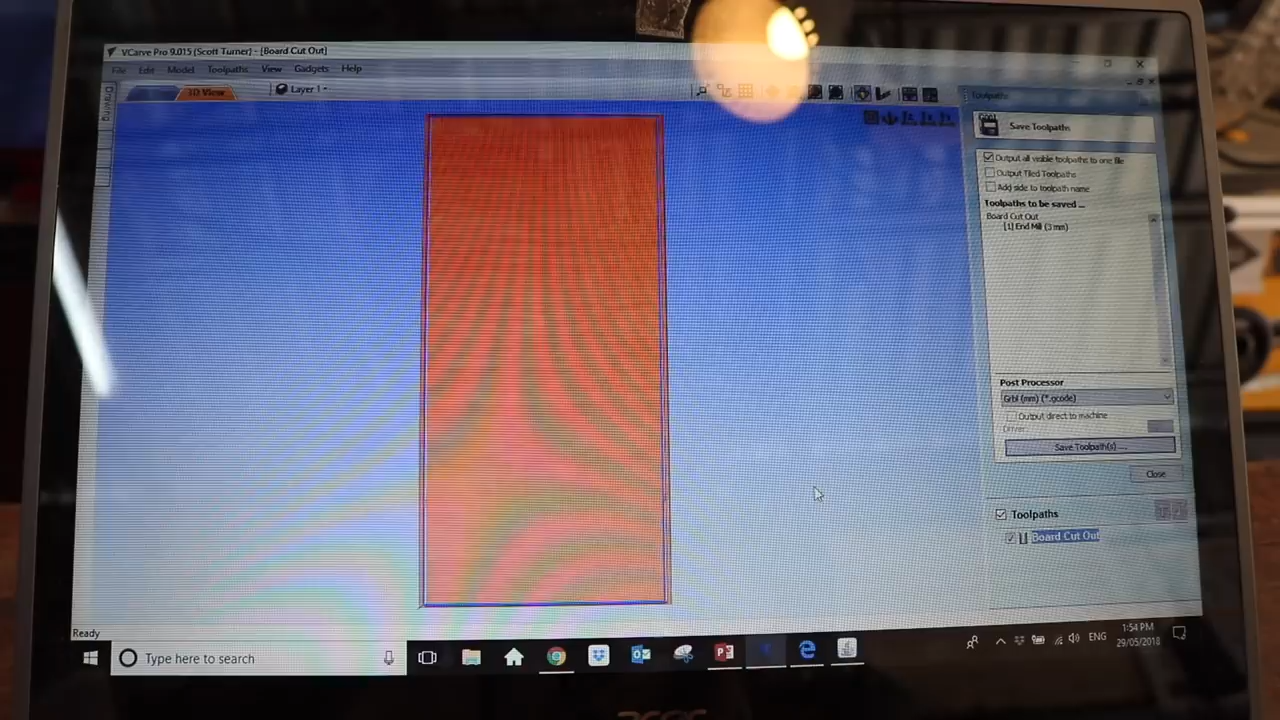 VCarve Pro 9.015 (Scott Turner) - [Board Cut Out]
File Edit Model Toolpaths View Gadgets Help
3D View
Layer 1
Drawing
Toolpaths
Save Toolpaths
Output all visible toolpaths to one file
Output Tiled Toolpaths
Add side to toolpath name
Toolpaths to be saved ...
Board Cut Out
[1] End Mill (3 mm)
Post Processor
Grbl (mm) (*.gcode)
Output direct to machine
Driver:
Save Toolpath(s) ...
Close
Toolpaths
Board Cut Out
Ready
Type here to search
ENG
1:54 PM
29/05/2018
acer